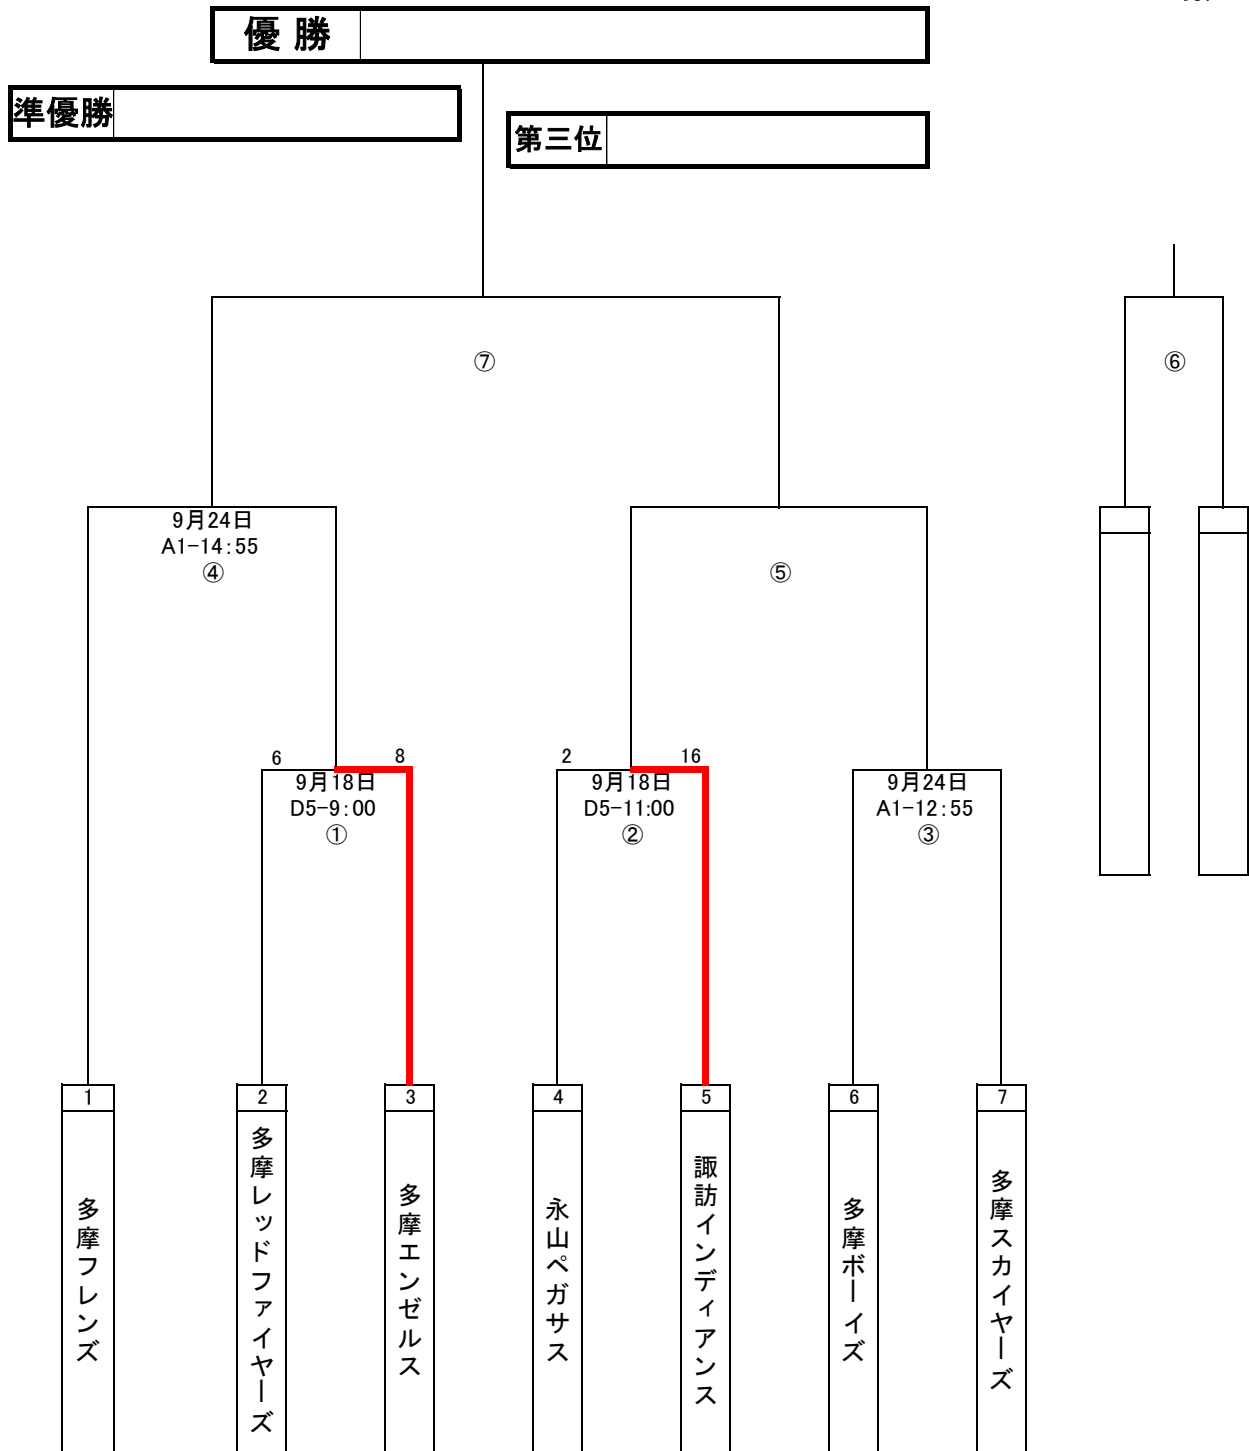 優 勝
準優勝
第三位
⑦
⑥
9月24日
A1-14:55
④
⑤
6
8
2
16
9月18日
D5-9:00
①
9月18日
D5-11:00
②
9月24日
A1-12:55
③
1
2
3
4
5
6
7
多摩フレンズ
多摩レッドファイヤーズ
多摩エンゼルス
永山ペガサス
諏訪インディアンス
多摩ボーイズ
多摩スカイヤーズ